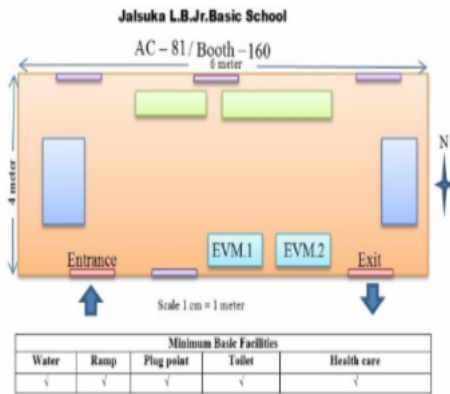 Jalsuka L.B.Jr.Basic School
AC – 81/ Booth –160
6 meter
4 meter
N
EVM.1 EVM.2
Entrance Exit
Scale 1 cm = 1 meter
Minimum Basic Facilities
Water Ramp Plug point Toilet Health care
√ √ √ √ √